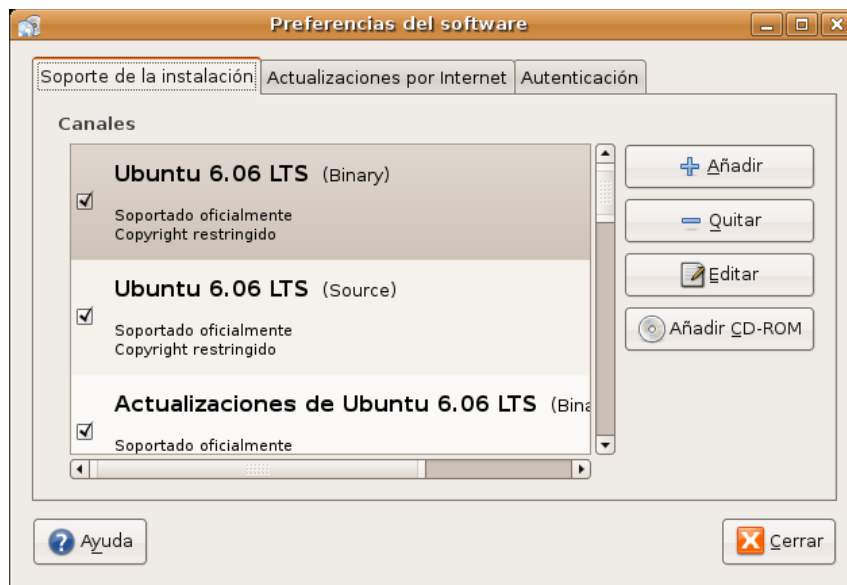 Preferencias del software
Soporte de la instalación
Actualizaciones por Internet
Autenticación
Canales
Ubuntu 6.06 LTS (Binary)
Soportado oficialmente
Copyright restringido
Ubuntu 6.06 LTS (Source)
Soportado oficialmente
Copyright restringido
Actualizaciones de Ubuntu 6.06 LTS (Bina
Soportado oficialmente
Añadir
Quitar
Editar
Añadir CD-ROM
Ayuda
Cerrar